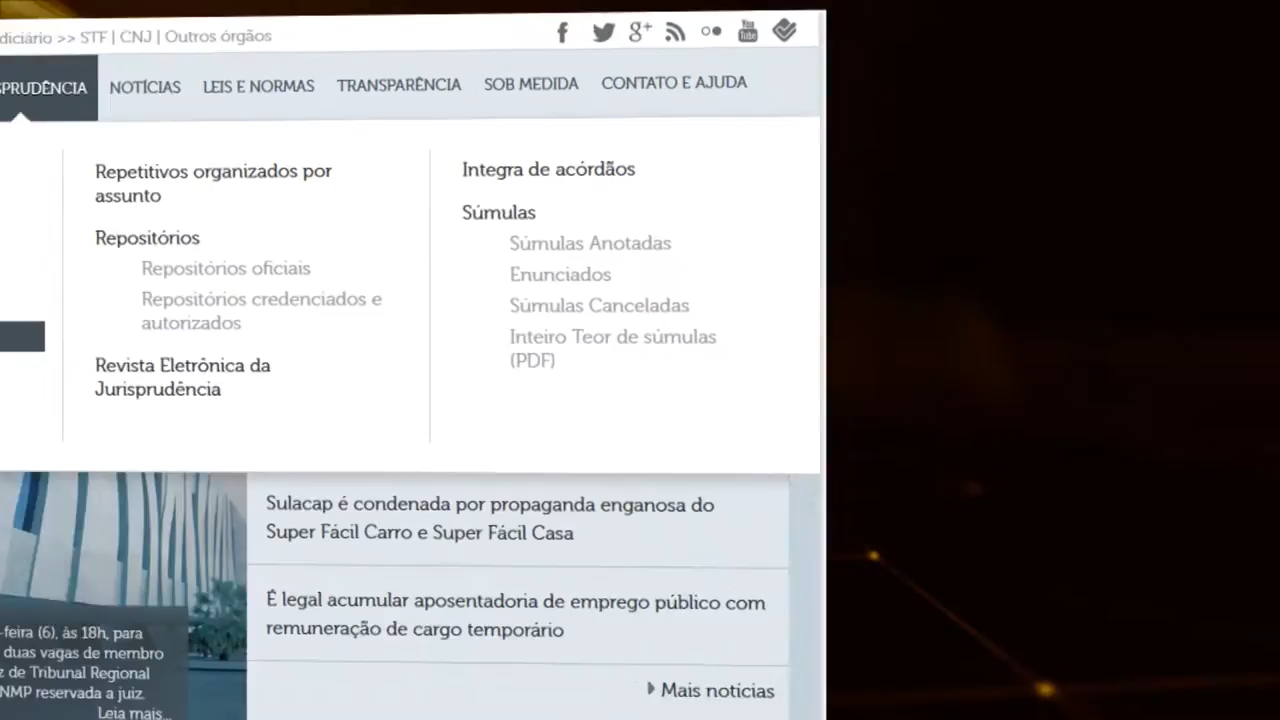 diciário >> STF | CNJ | Outros órgãos
g+
You
Tube
SPRUDÊNCIA
NOTÍCIAS
LEIS E NORMAS
TRANSPARÊNCIA
SOB MEDIDA
CONTATO E AJUDA
Repetitivos organizados por
assunto
Repositórios
Repositórios oficiais
Repositórios credenciados e
autorizados
Revista Eletrônica da
Jurisprudência
Integra de acórdãos
Súmulas
Súmulas Anotadas
Enunciados
Súmulas Canceladas
Inteiro Teor de súmulas
(PDF)
Sulacap é condenada por propaganda enganosa do
Super Fácil Carro e Super Fácil Casa
É legal acumular aposentadoria de emprego público com
remuneração de cargo temporário
Mais notícias
-feira (6), às 18h, para
duas vagas de membro
z de Tribunal Regional
NMP reservada a juiz.
Leia mais...